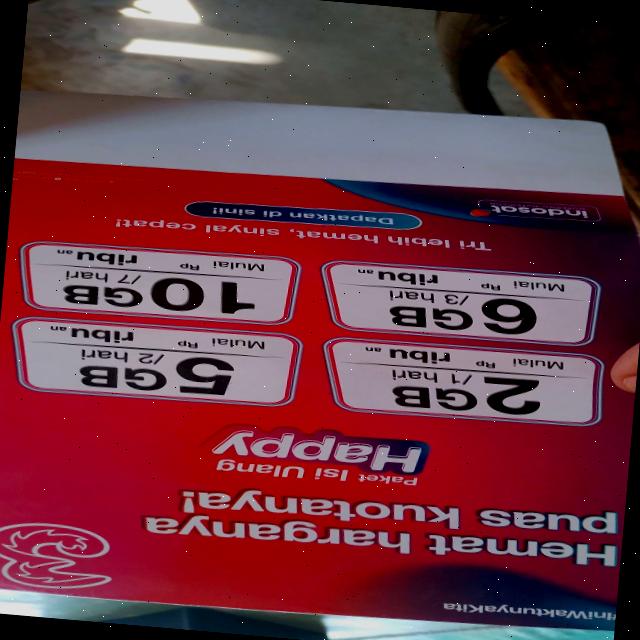 iniWaktunyaKita
Hemat harganya
puas kuotanya!
Paket Isi Ulang
Happy
2GB
/1 hari
Mulai Rp ribu an
5GB
/2 hari
Mulai Rp ribu an
6GB
/3 hari
Mulai Rp ribu an
10GB
/7 hari
Mulai Rp ribu an
Tri lebih hemat, sinyal cepat!
Dapatkan di sini!
indosat